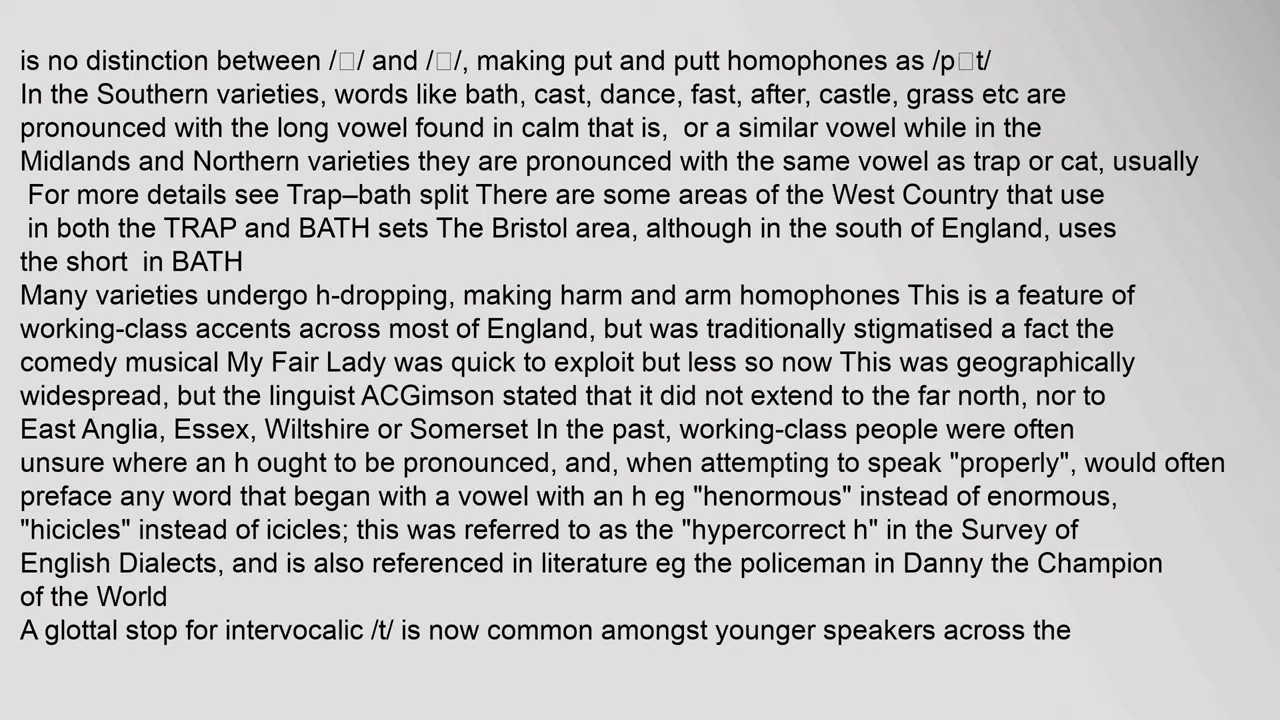 is no distinction between /□/ and /□/, making put and putt homophones as /p□t/
In the Southern varieties, words like bath, cast, dance, fast, after, castle, grass etc are
pronounced with the long vowel found in calm that is,  or a similar vowel while in the
Midlands and Northern varieties they are pronounced with the same vowel as trap or cat, usually
For more details see Trap–bath split There are some areas of the West Country that use
in both the TRAP and BATH sets The Bristol area, although in the south of England, uses
the short  in BATH
Many varieties undergo h-dropping, making harm and arm homophones This is a feature of
working-class accents across most of England, but was traditionally stigmatised a fact the
comedy musical My Fair Lady was quick to exploit but less so now This was geographically
widespread, but the linguist ACGimson stated that it did not extend to the far north, nor to
East Anglia, Essex, Wiltshire or Somerset In the past, working-class people were often
unsure where an h ought to be pronounced, and, when attempting to speak "properly", would often
preface any word that began with a vowel with an h eg "henormous" instead of enormous,
"hicicles" instead of icicles; this was referred to as the "hypercorrect h" in the Survey of
English Dialects, and is also referenced in literature eg the policeman in Danny the Champion
of the World
A glottal stop for intervocalic /t/ is now common amongst younger speakers across the